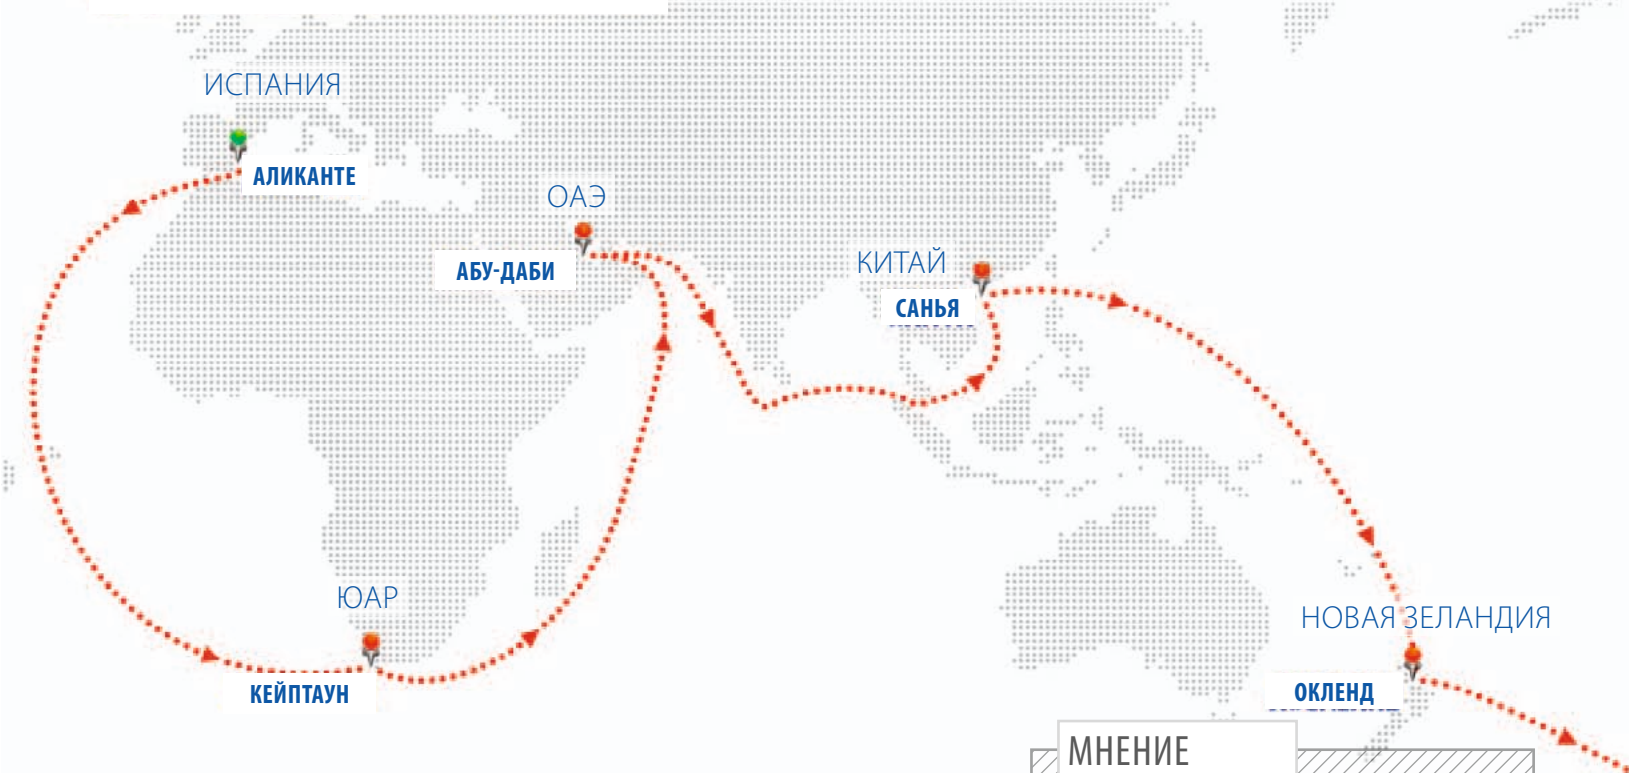 ИСПАНИЯ
АЛИКАНТЕ
ОАЭ
АБУ-ДАБИ
КИТАЙ
САНЬЯ
ЮАР
КЕЙПТАУН
НОВАЯ ЗЕЛАНДИЯ
ОКЛЕНД
МНЕНИЕ